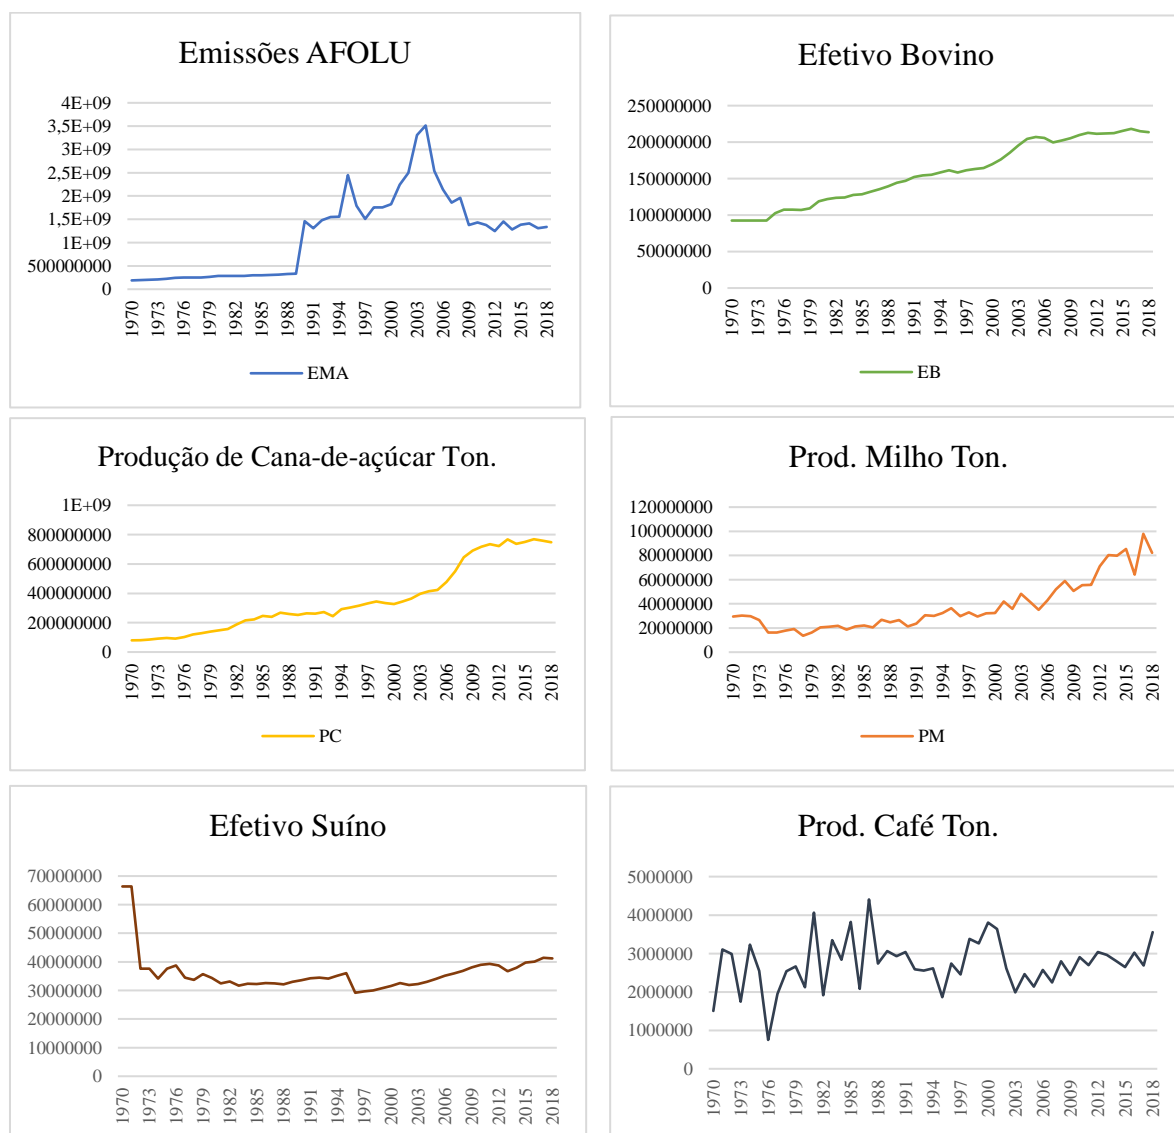 Emissões AFOLU
4E+09
3,5E+09
3E+09
2,5E+09
2E+09
1,5E+09
1E+09
500000000
0
1970 1973 1976 1979 1982 1985 1988 1991 1994 1997 2000 2003 2006 2009 2012 2015 2018
EMA
Efetivo Bovino
250000000
200000000
150000000
100000000
50000000
0
1970 1973 1976 1979 1982 1985 1988 1991 1994 1997 2000 2003 2006 2009 2012 2015 2018
EB
Produção de Cana-de-açúcar Ton.
1E+09
800000000
600000000
400000000
200000000
0
1970 1973 1976 1979 1982 1985 1988 1991 1994 1997 2000 2003 2006 2009 2012 2015 2018
PC
Prod. Milho Ton.
120000000
100000000
80000000
60000000
40000000
20000000
0
1970 1973 1976 1979 1982 1985 1988 1991 1994 1997 2000 2003 2006 2009 2012 2015 2018
PM
Efetivo Suíno
70000000
60000000
50000000
40000000
30000000
20000000
10000000
0
1970 1973 1976 1979 1982 1985 1988 1991 1994 1997 2000 2003 2006 2009 2012 2015 2018
Prod. Café Ton.
5000000
4000000
3000000
2000000
1000000
0
1970 1973 1976 1979 1982 1985 1988 1991 1994 1997 2000 2003 2006 2009 2012 2015 2018